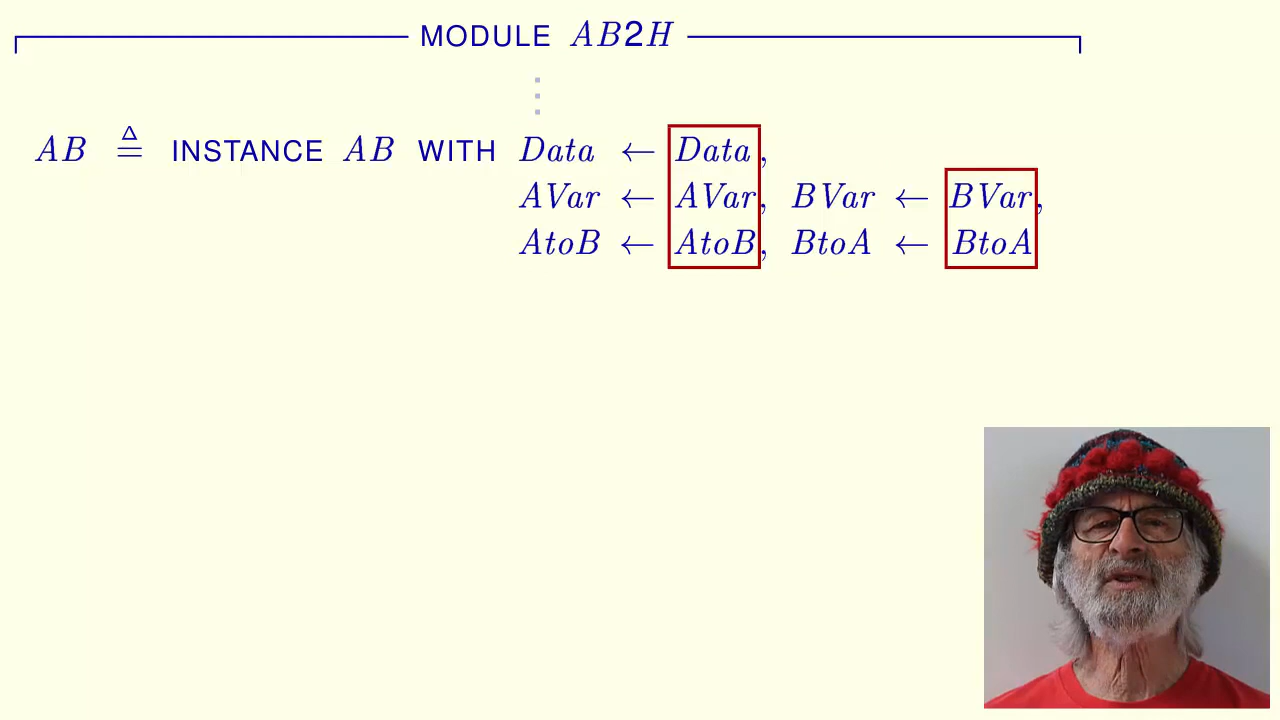 MODULE AB2H
⋮
AB ≜ INSTANCE AB WITH Data ← Data,
AVar ← AVar, BVar ← BVar,
AtoB ← AtoB, BtoA ← BtoA